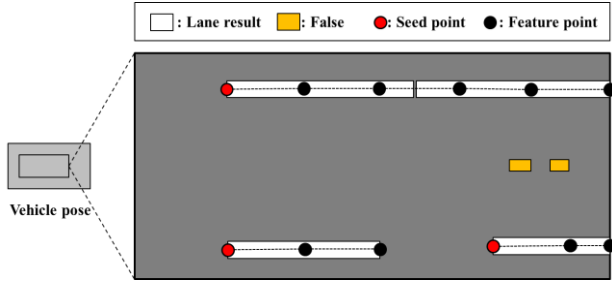 : Lane result : False : Seed point : Feature point
Vehicle pose